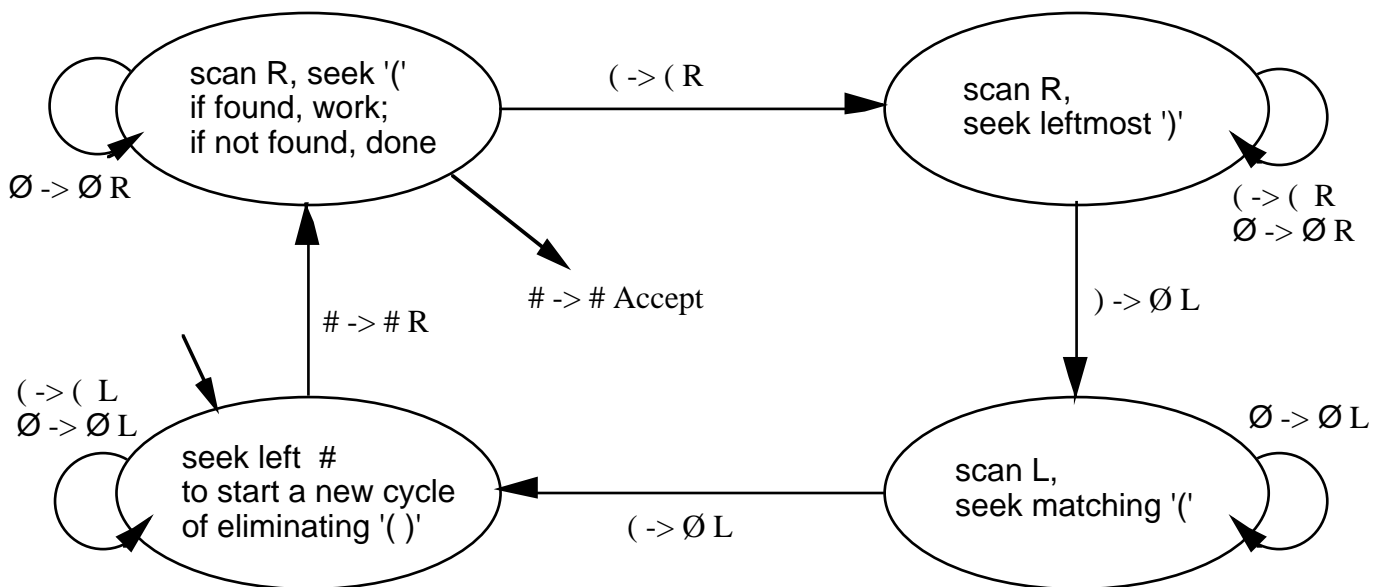 scan R, seek '('
if found, work;
if not found, done
( -> ( R
scan R,
seek leftmost ')'
Ø -> Ø R
( -> (  R
Ø -> Ø R
# -> # Accept
) -> Ø L
# -> # R
( -> (  L
Ø -> Ø L
Ø -> Ø L
seek left  #
to start a new cycle
of eliminating '( )'
( -> Ø L
scan L,
seek matching '('